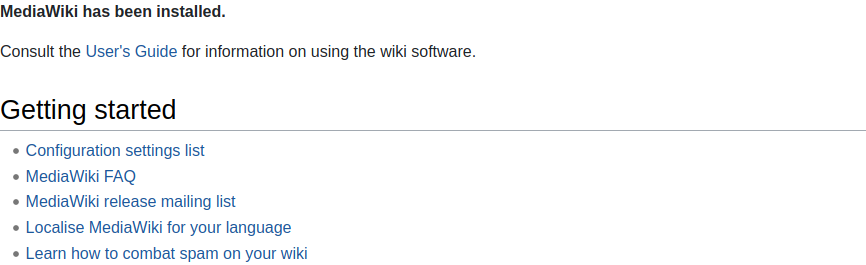 MediaWiki has been installed.
Consult the User's Guide for information on using the wiki software.
Getting started
Configuration settings list
MediaWiki FAQ
MediaWiki release mailing list
Localise MediaWiki for your language
Learn how to combat spam on your wiki